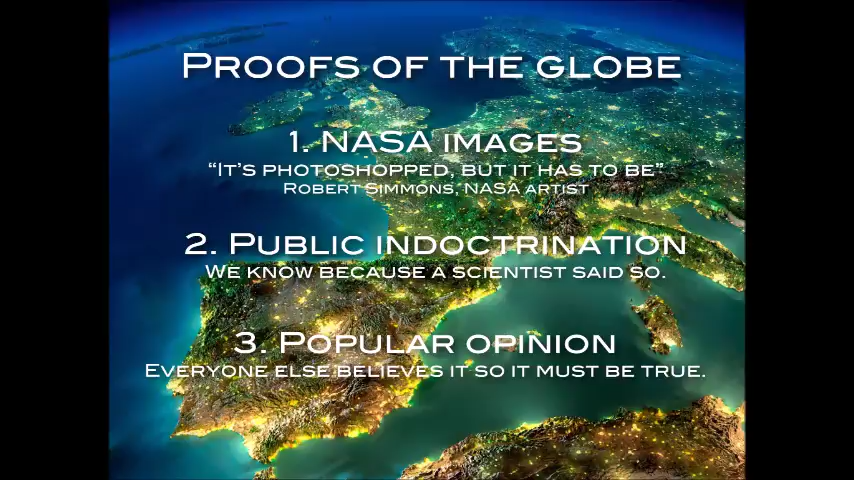 PROOFS OF THE GLOBE
1. NASA IMAGES
“IT'S PHOTOSHOPPED, BUT IT HAS TO BE”
ROBERT SIMMONS, NASA ARTIST
2. PUBLIC INDOCTRINATION
WE KNOW BECAUSE A SCIENTIST SAID SO.
3. POPULAR OPINION
EVERYONE ELSE BELIEVES IT SO IT MUST BE TRUE.